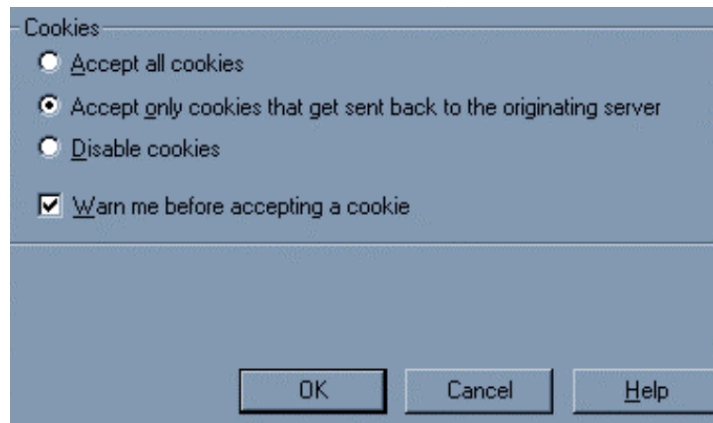 Cookies
Accept all cookies
Accept only cookies that get sent back to the originating server
Disable cookies
Warn me before accepting a cookie
OK Cancel Help